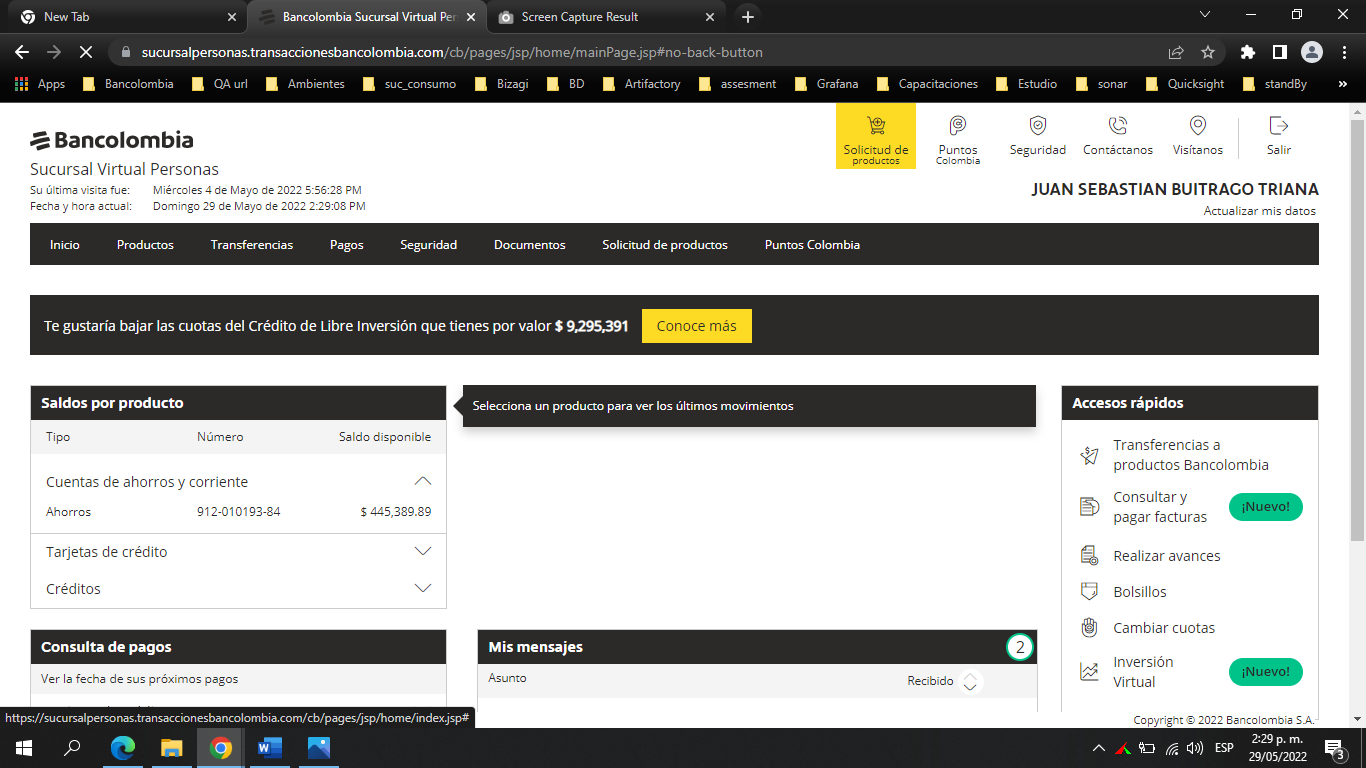 New Tab
Bancolombia Sucursal Virtual Per
Screen Capture Result
sucursalpersonas.transaccionesbancolombia.com/cb/pages/jsp/home/mainPage.jsp#no-back-button
Apps Bancolombia QA url Ambientes suc_consumo Bizagi BD Artifactory assesment Grafana Capacitaciones Estudio sonar Quicksight standBy »
Bancolombia
Sucursal Virtual Personas
Su última visita fue: Miércoles 4 de Mayo de 2022 5:56:28 PM
Fecha y hora actual: Domingo 29 de Mayo de 2022 2:29:08 PM
Solicitud de
productos
Puntos
Colombia
Seguridad
Contáctanos
Visítanos
Salir
JUAN SEBASTIAN BUITRAGO TRIANA
Actualizar mis datos
Inicio Productos Transferencias Pagos Seguridad Documentos Solicitud de productos Puntos Colombia
Te gustaría bajar las cuotas del Crédito de Libre Inversión que tienes por valor $ 9,295,391 Conoce más
Saldos por producto
Tipo Número Saldo disponible
Cuentas de ahorros y corriente
Ahorros 912-010193-84 $ 445,389.89
Tarjetas de crédito
Créditos
Selecciona un producto para ver los últimos movimientos
Accesos rápidos
Transferencias a
productos Bancolombia
Consultar y
pagar facturas
¡Nuevo!
Realizar avances
Bolsillos
Cambiar cuotas
Inversión
Virtual
¡Nuevo!
Consulta de pagos
Ver la fecha de sus próximos pagos
Mis mensajes 2
Asunto Recibido
https://sucursalpersonas.transaccionesbancolombia.com/cb/pages/jsp/home/index.jsp#
Copyright © 2022 Bancolombia S.A.
ESP
2:29 p. m.
29/05/2022
3